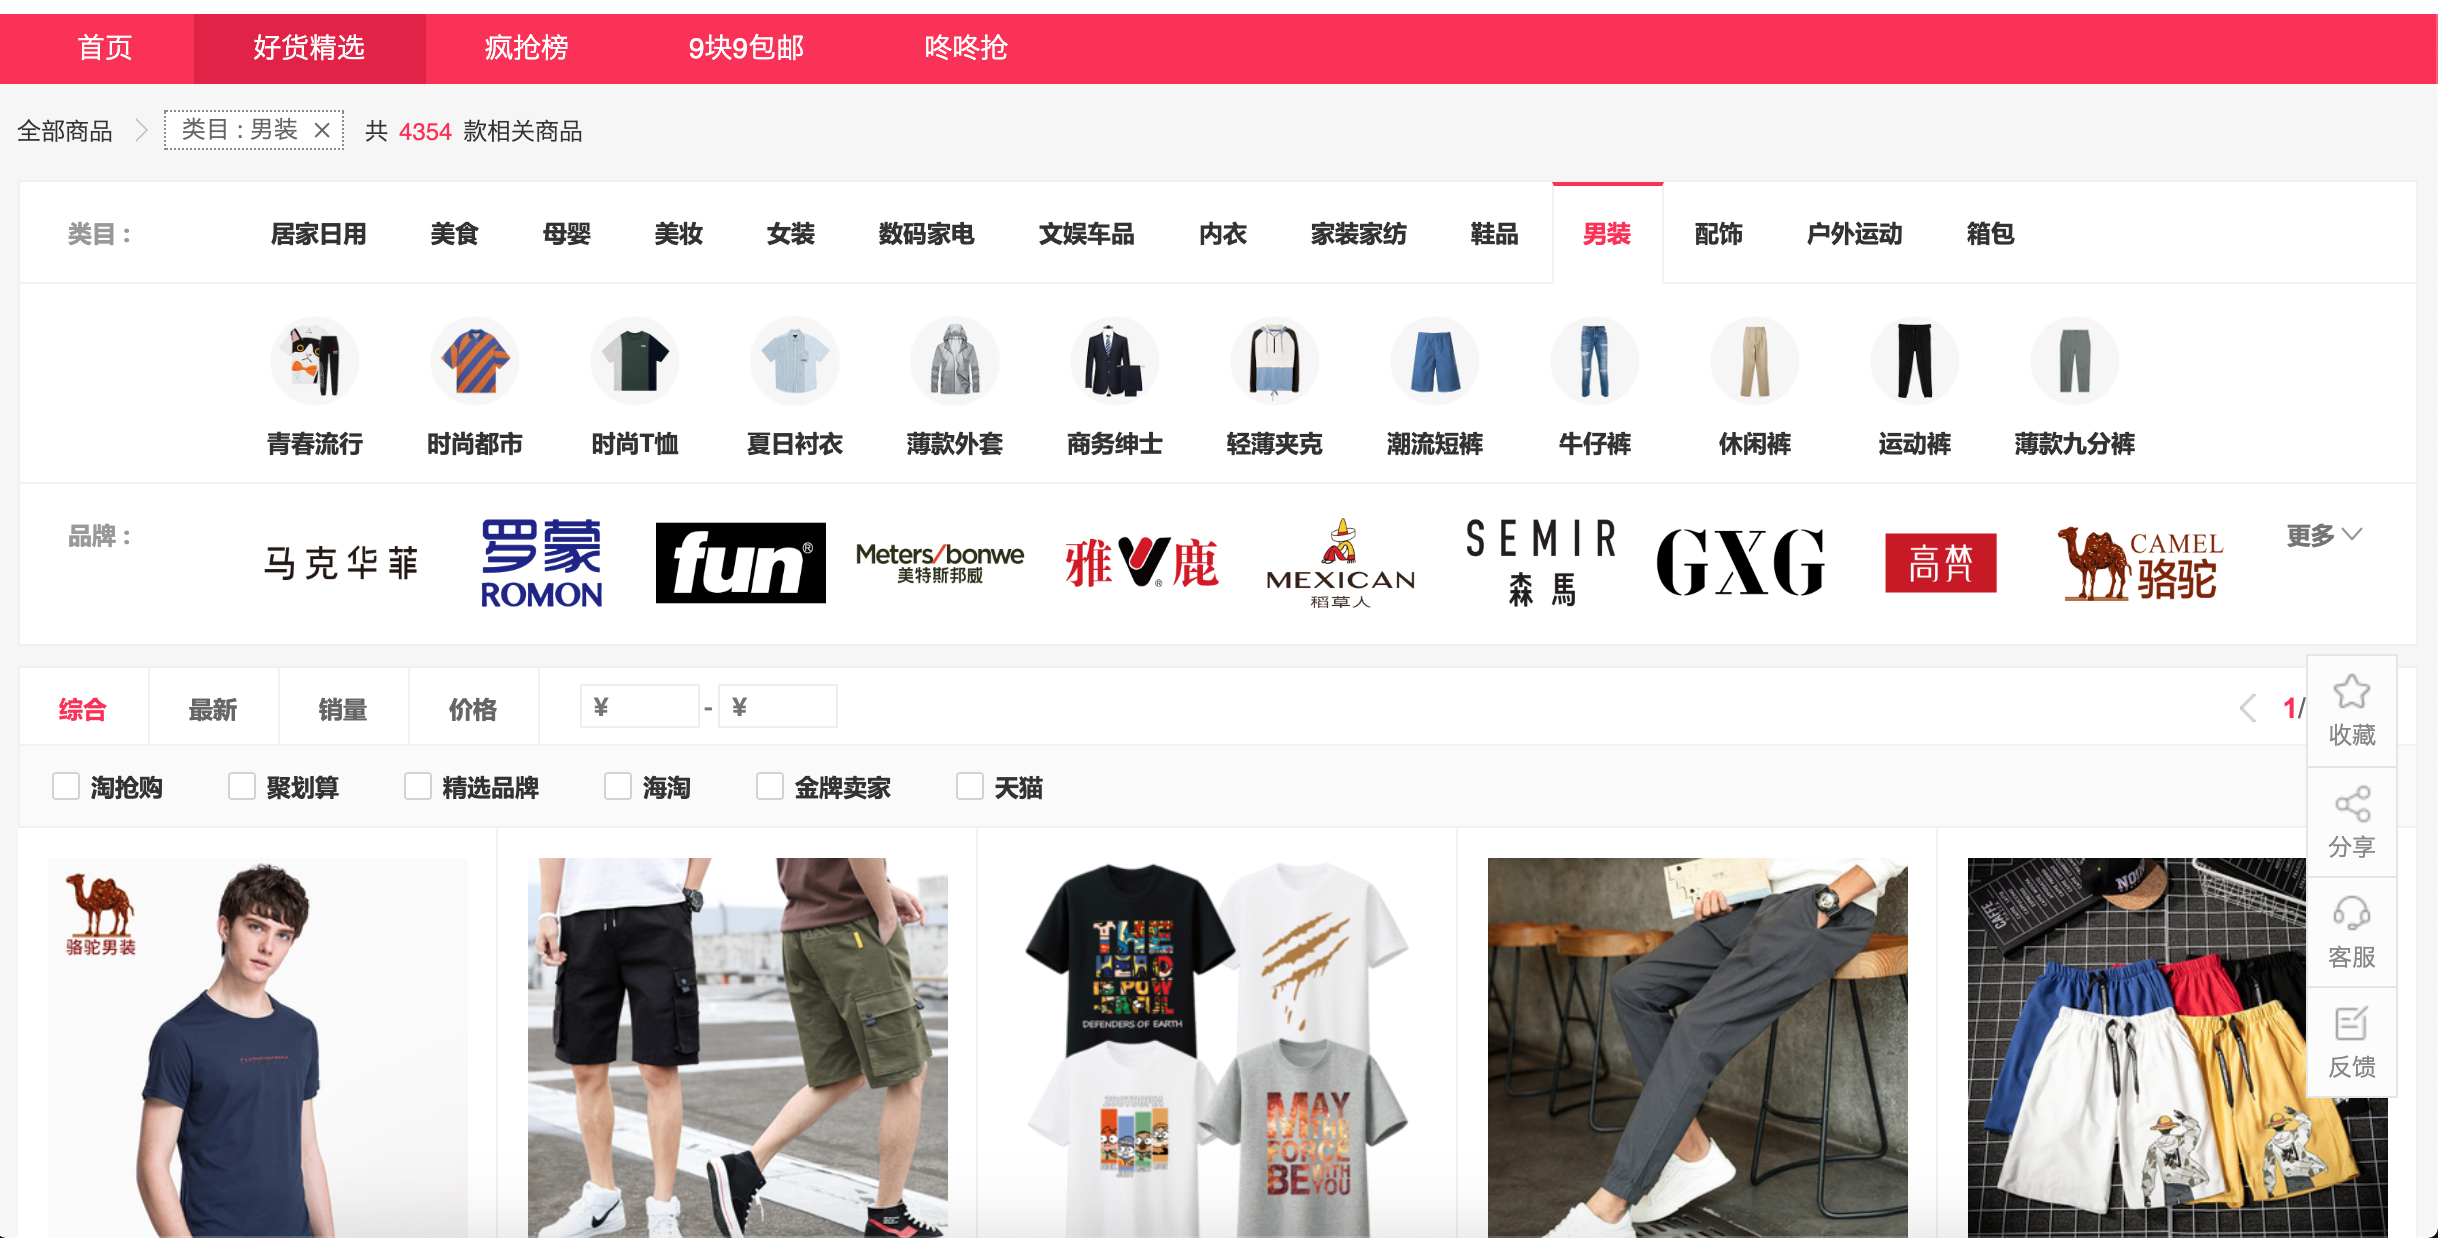 首页 好货精选 疯抢榜 9块9包邮 咚咚抢
全部商品 类目 : 男装 共 4354 款相关商品
类目 : 居家日用 美食 母婴 美妆 女装 数码家电 文娱车品 内衣 家装家纺 鞋品 男装 配饰 户外运动 箱包
青春流行 时尚都市 时尚T恤 夏日衬衣 薄款外套 商务绅士 轻薄夹克 潮流短裤 牛仔裤 休闲裤 运动裤 薄款九分裤
品牌 : 更多
马克华菲
罗蒙
ROMON
fun®
Meters/bonwe
美特斯邦威
雅鹿®
MEXICAN
稻草人
SEMIR
森馬
GXG
高梵
CAMEL
骆驼
综合 最新 销量 价格 ¥ - ¥ 1/
淘抢购 聚划算 精选品牌 海淘 金牌卖家 天猫
收藏
分享
客服
反馈
骆驼男装
THE
HERD
IS POW
ERFUL
DEFENDERS OF EARTH
ZOOTOPIA
MAY
THE
FORCE
BE WITH
YOU
CAFFE